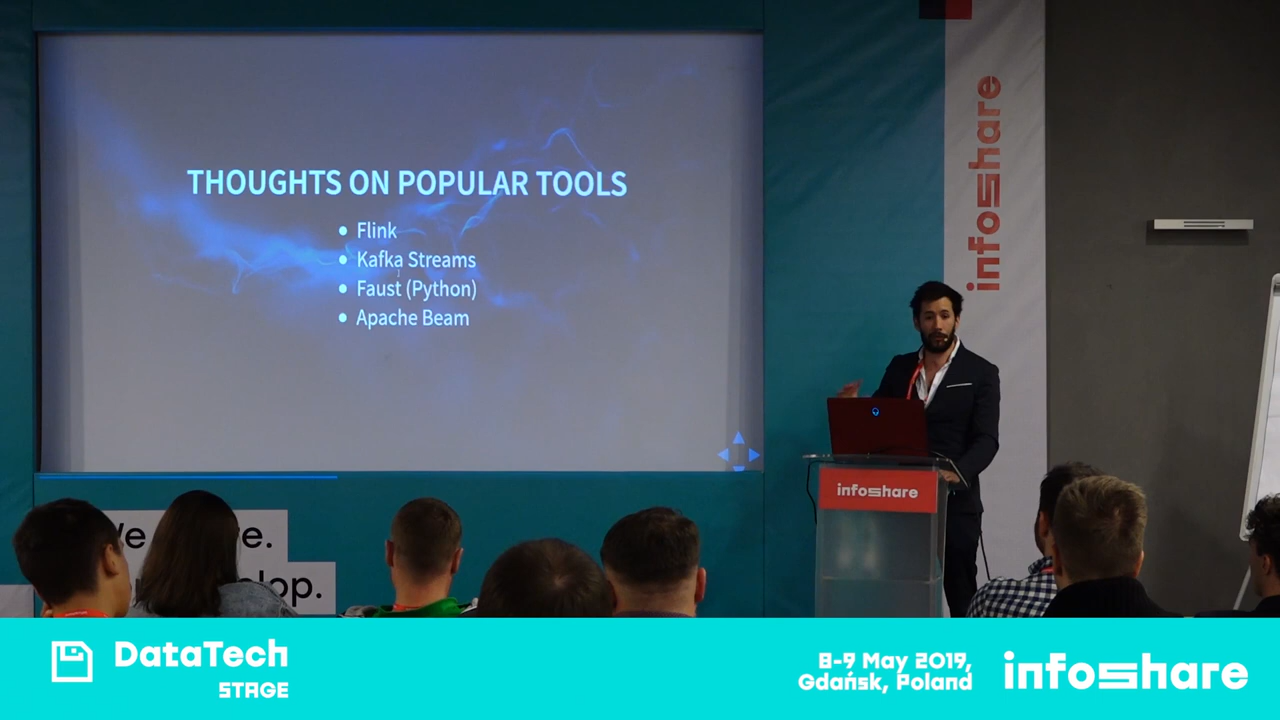 THOUGHTS ON POPULAR TOOLS
• Flink
• Kafka Streams
• Faust (Python)
• Apache Beam
infoshare
infoshare
DataTech
STAGE
8-9 May 2019,
Gdańsk, Poland
infoshare